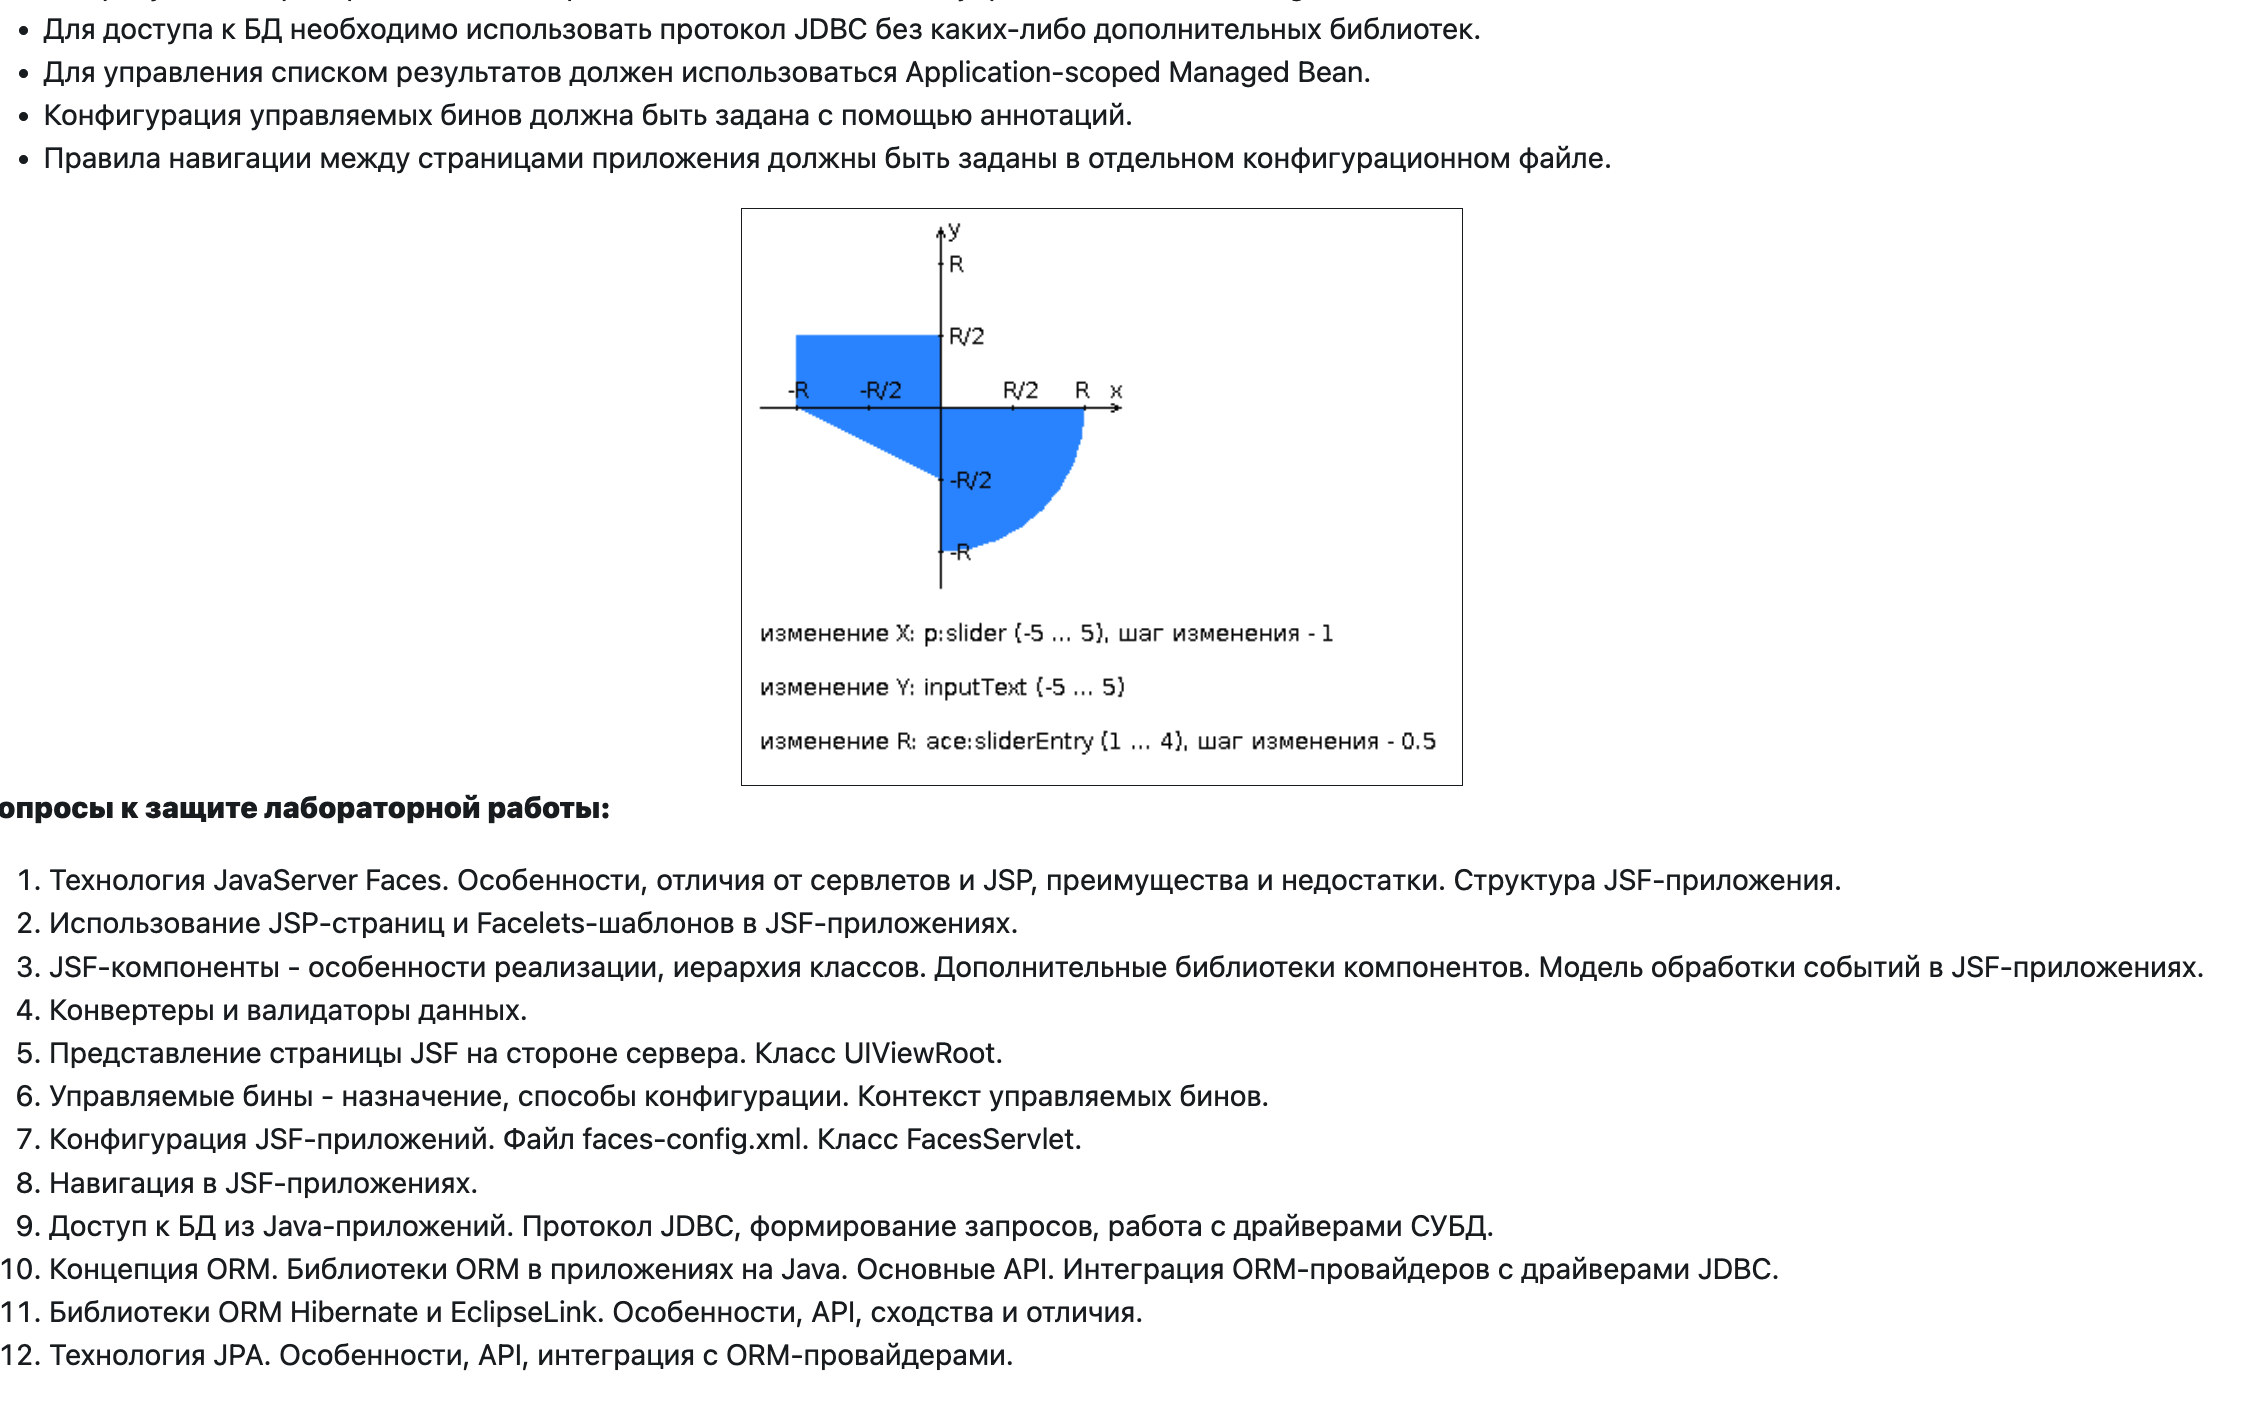 • Для доступа к БД необходимо использовать протокол JDBC без каких-либо дополнительных библиотек.
• Для управления списком результатов должен использоваться Application-scoped Managed Bean.
• Конфигурация управляемых бинов должна быть задана с помощью аннотаций.
• Правила навигации между страницами приложения должны быть заданы в отдельном конфигурационном файле.
y
R
R/2
-R -R/2 R/2 R x
-R/2
-R
изменение X: p:slider (-5 ... 5), шаг изменения - 1
изменение Y: inputText (-5 ... 5)
изменение R: ace:sliderEntry (1 ... 4), шаг изменения - 0.5
опросы к защите лабораторной работы:
1. Технология JavaServer Faces. Особенности, отличия от сервлетов и JSP, преимущества и недостатки. Структура JSF-приложения.
2. Использование JSP-страниц и Facelets-шаблонов в JSF-приложениях.
3. JSF-компоненты - особенности реализации, иерархия классов. Дополнительные библиотеки компонентов. Модель обработки событий в JSF-приложениях.
4. Конвертеры и валидаторы данных.
5. Представление страницы JSF на стороне сервера. Класс UIViewRoot.
6. Управляемые бины - назначение, способы конфигурации. Контекст управляемых бинов.
7. Конфигурация JSF-приложений. Файл faces-config.xml. Класс FacesServlet.
8. Навигация в JSF-приложениях.
9. Доступ к БД из Java-приложений. Протокол JDBC, формирование запросов, работа с драйверами СУБД.
10. Концепция ORM. Библиотеки ORM в приложениях на Java. Основные API. Интеграция ORM-провайдеров с драйверами JDBC.
11. Библиотеки ORM Hibernate и EclipseLink. Особенности, API, сходства и отличия.
12. Технология JPA. Особенности, API, интеграция с ORM-провайдерами.